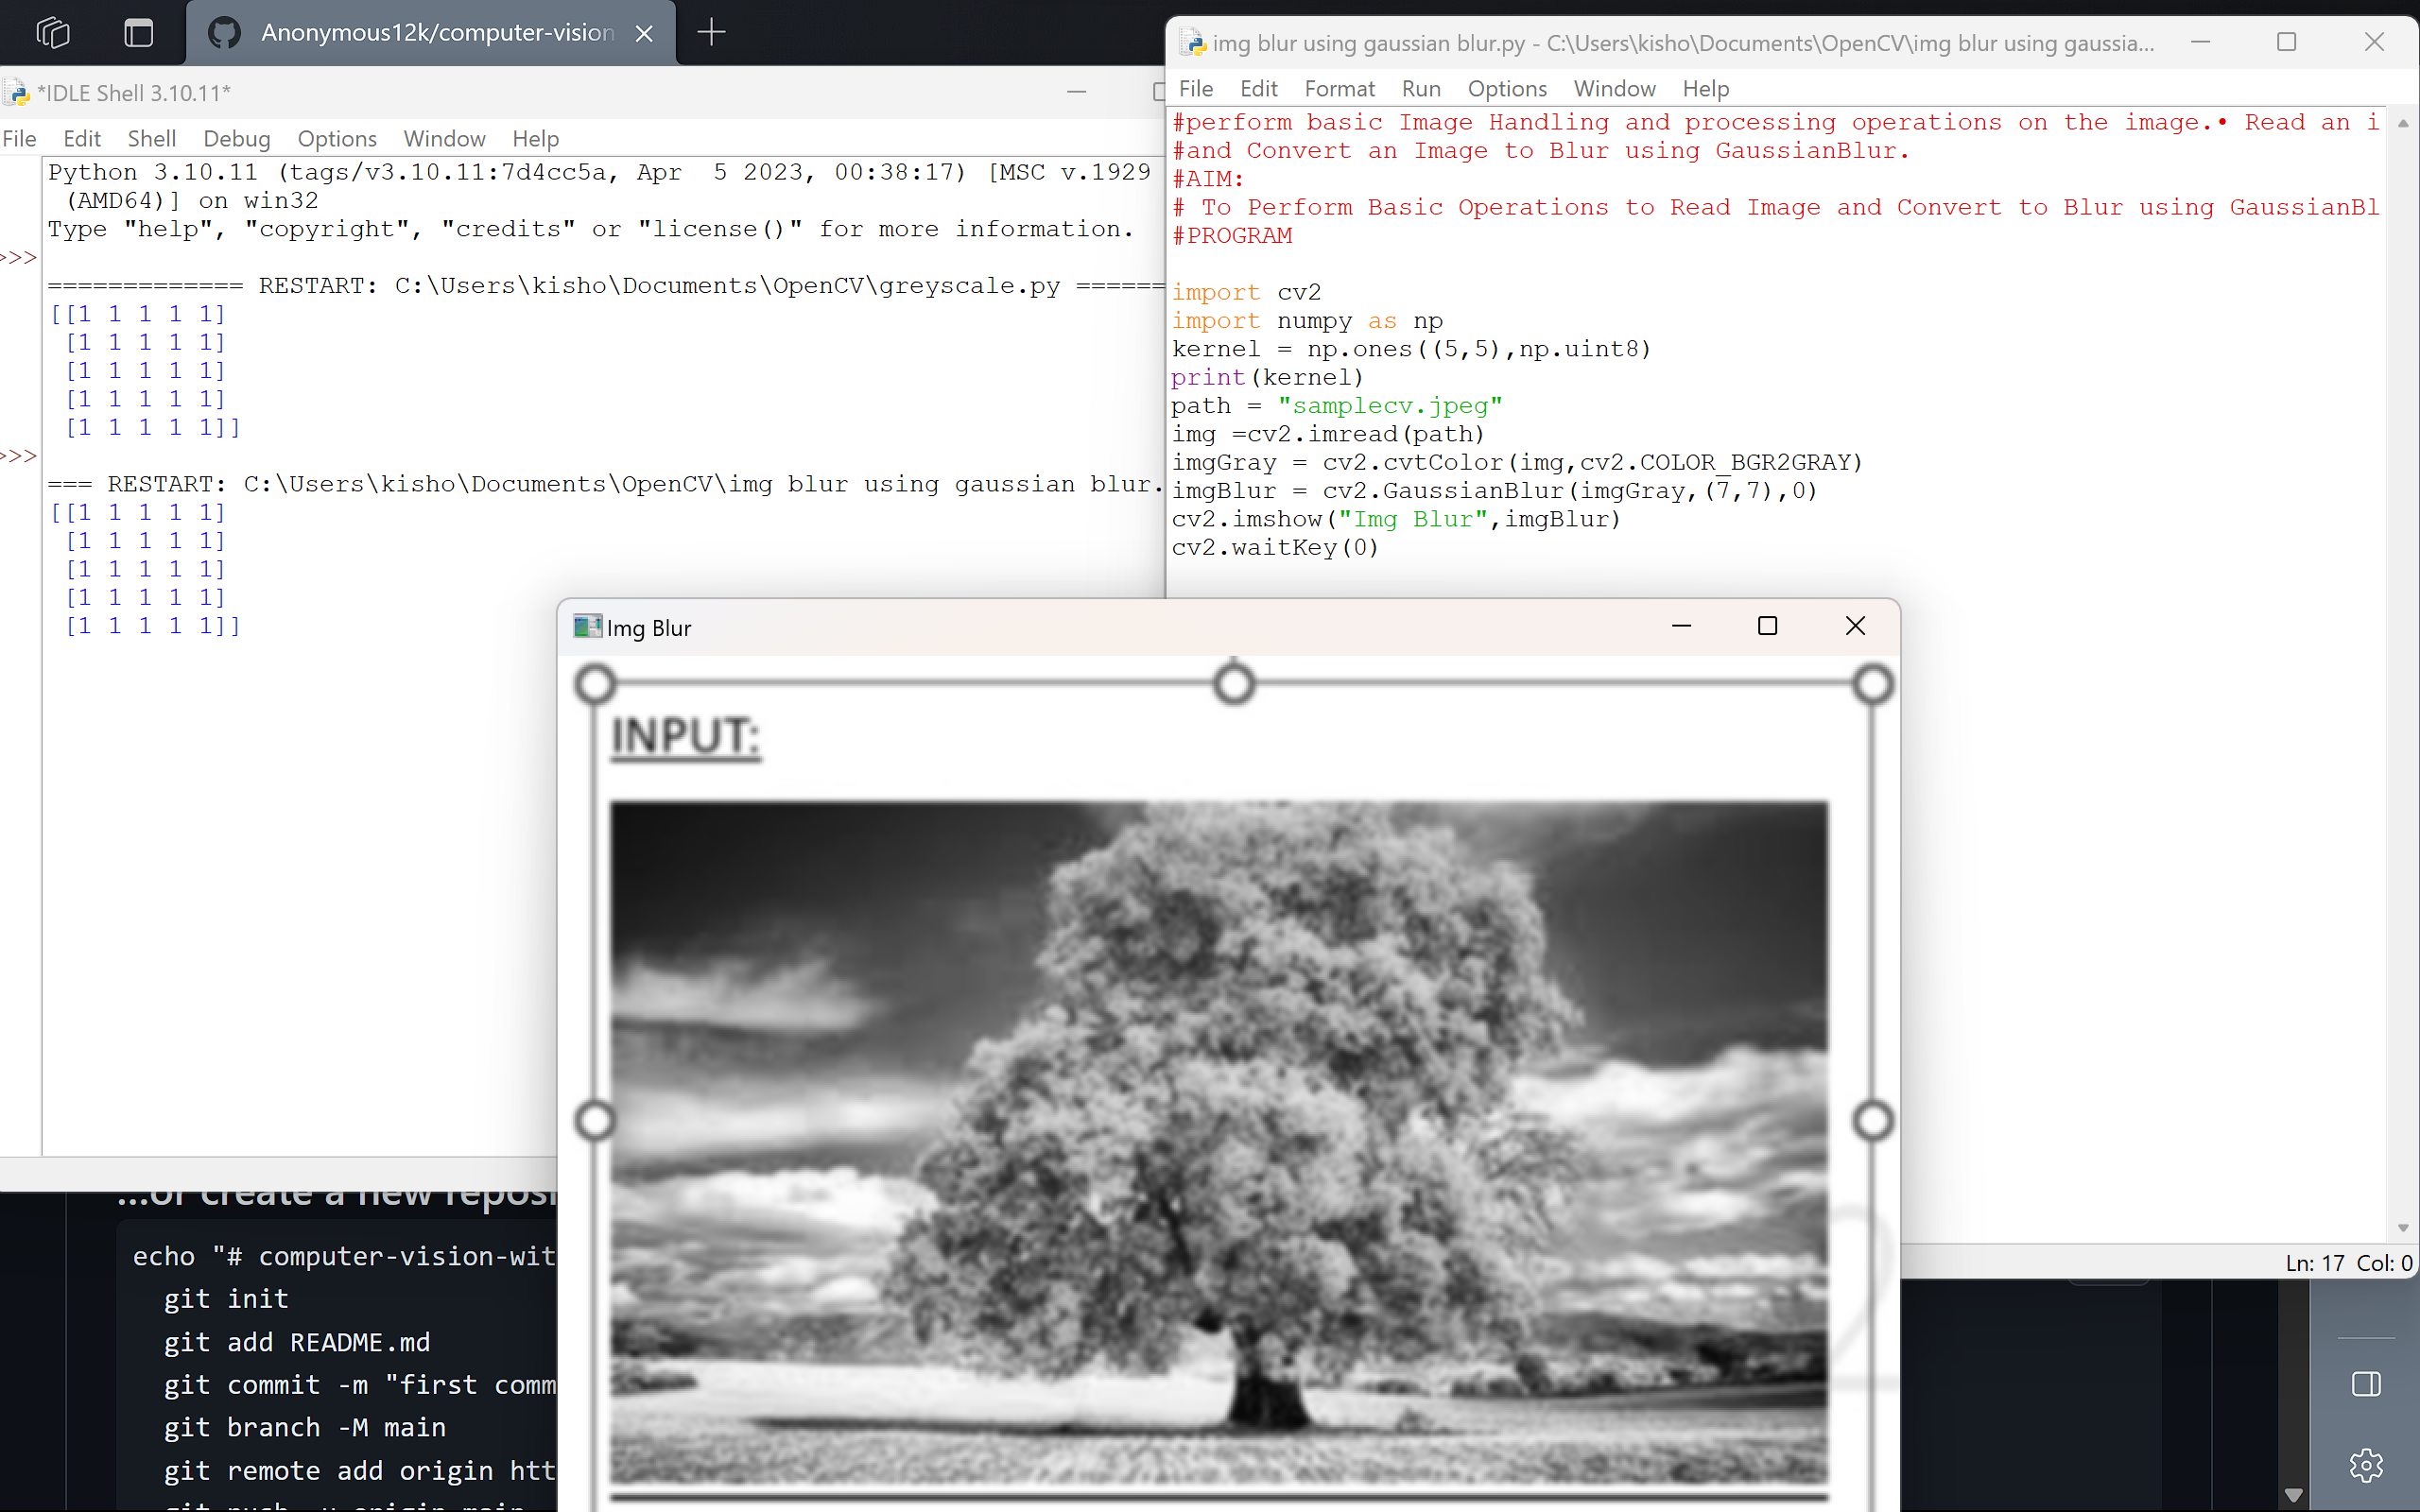 Anonymous12k/computer-vision
*IDLE Shell 3.10.11*
File Edit Shell Debug Options Window Help
Python 3.10.11 (tags/v3.10.11:7d4cc5a, Apr  5 2023, 00:38:17) [MSC v.1929
 (AMD64)] on win32
Type "help", "copyright", "credits" or "license()" for more information.
>>>
============= RESTART: C:\Users\kisho\Documents\OpenCV\greyscale.py ======
[[1 1 1 1 1]
 [1 1 1 1 1]
 [1 1 1 1 1]
 [1 1 1 1 1]
 [1 1 1 1 1]]
>>>
=== RESTART: C:\Users\kisho\Documents\OpenCV\img blur using gaussian blur.
[[1 1 1 1 1]
 [1 1 1 1 1]
 [1 1 1 1 1]
 [1 1 1 1 1]
 [1 1 1 1 1]]
img blur using gaussian blur.py - C:\Users\kisho\Documents\OpenCV\img blur using gaussia...
File Edit Format Run Options Window Help
#perform basic Image Handling and processing operations on the image.• Read an i
#and Convert an Image to Blur using GaussianBlur.
#AIM:
# To Perform Basic Operations to Read Image and Convert to Blur using GaussianBl
#PROGRAM
import cv2
import numpy as np
kernel = np.ones((5,5),np.uint8)
print(kernel)
path = "samplecv.jpeg"
img =cv2.imread(path)
imgGray = cv2.cvtColor(img,cv2.COLOR_BGR2GRAY)
imgBlur = cv2.GaussianBlur(imgGray,(7,7),0)
cv2.imshow("Img Blur",imgBlur)
cv2.waitKey(0)
Ln: 17 Col: 0
Img Blur
INPUT:
...or create a new reposi
echo "# computer-vision-wit
git init
git add README.md
git commit -m "first comm
git branch -M main
git remote add origin htt
git push -u origin main